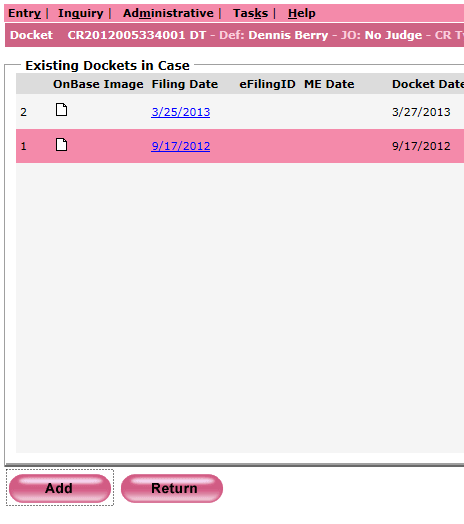 Entry | Inquiry | Administrative | Tasks | Help
Docket CR2012005334001 DT - Def: Dennis Berry - JO: No Judge - CR T
Existing Dockets in Case
OnBase Image Filing Date eFilingID ME Date Docket Date
2 3/25/2013 3/27/2013
1 9/17/2012 9/17/2012
Add Return